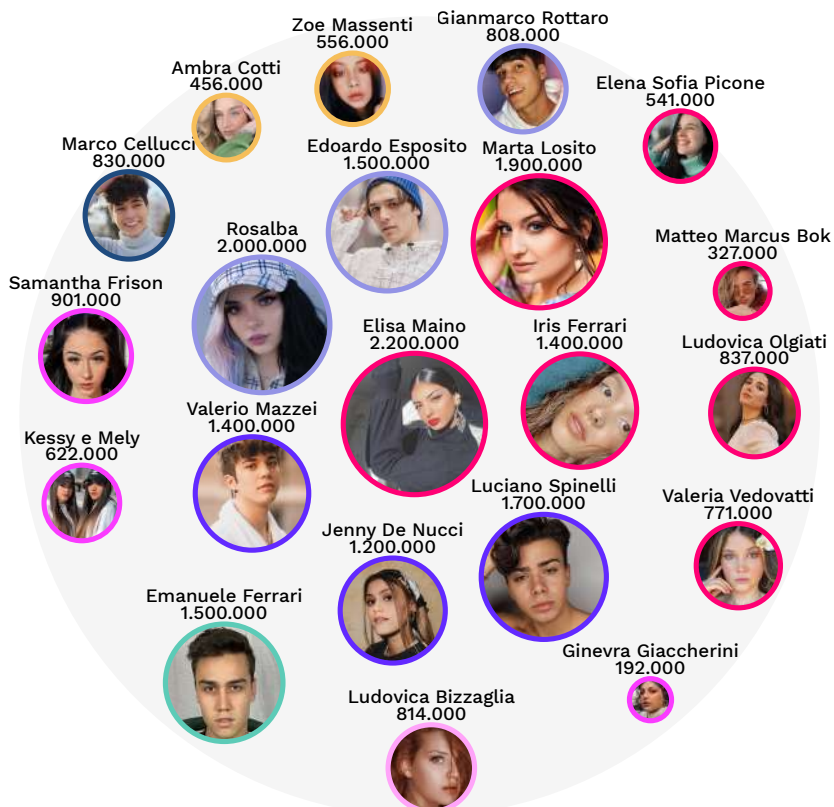 Gianmarco Rottaro
808.000
Zoe Massenti
556.000
Ambra Cotti
456.000
Elena Sofia Picone
541.000
Marco Cellucci
830.000
Edoardo Esposito
1.500.000
Marta Losito
1.900.000
Rosalba
2.000.000
Matteo Marcus Bok
327.000
Samantha Frison
901.000
Elisa Maino
2.200.000
Iris Ferrari
1.400.000
Ludovica Olgiati
837.000
Valerio Mazzei
1.400.000
Kessy e Mely
622.000
Luciano Spinelli
1.700.000
Valeria Vedovatti
771.000
Jenny De Nucci
1.200.000
Emanuele Ferrari
1.500.000
Ginevra Giaccherini
192.000
Ludovica Bizzaglia
814.000